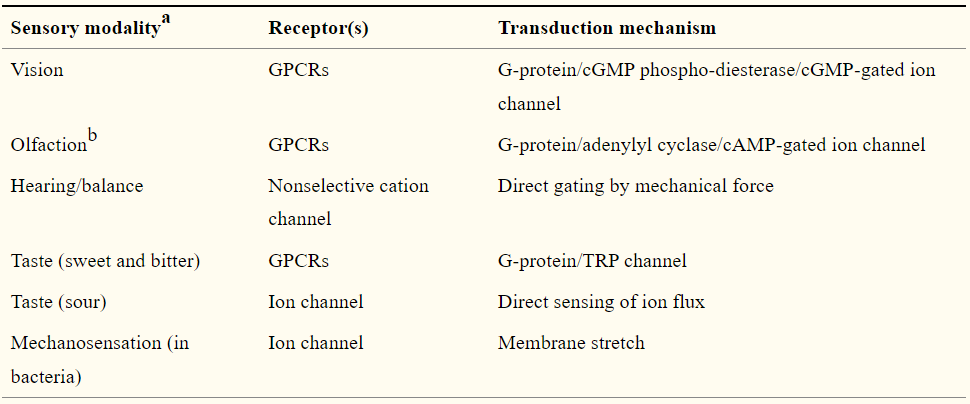 Sensory modalitya Receptor(s) Transduction mechanism
Vision GPCRs G-protein/cGMP phospho-diesterase/cGMP-gated ion
channel
Olfactionb GPCRs G-protein/adenylyl cyclase/cAMP-gated ion channel
Hearing/balance Nonselective cation Direct gating by mechanical force
channel
Taste (sweet and bitter) GPCRs G-protein/TRP channel
Taste (sour) Ion channel Direct sensing of ion flux
Mechanosensation (in Ion channel Membrane stretch
bacteria)